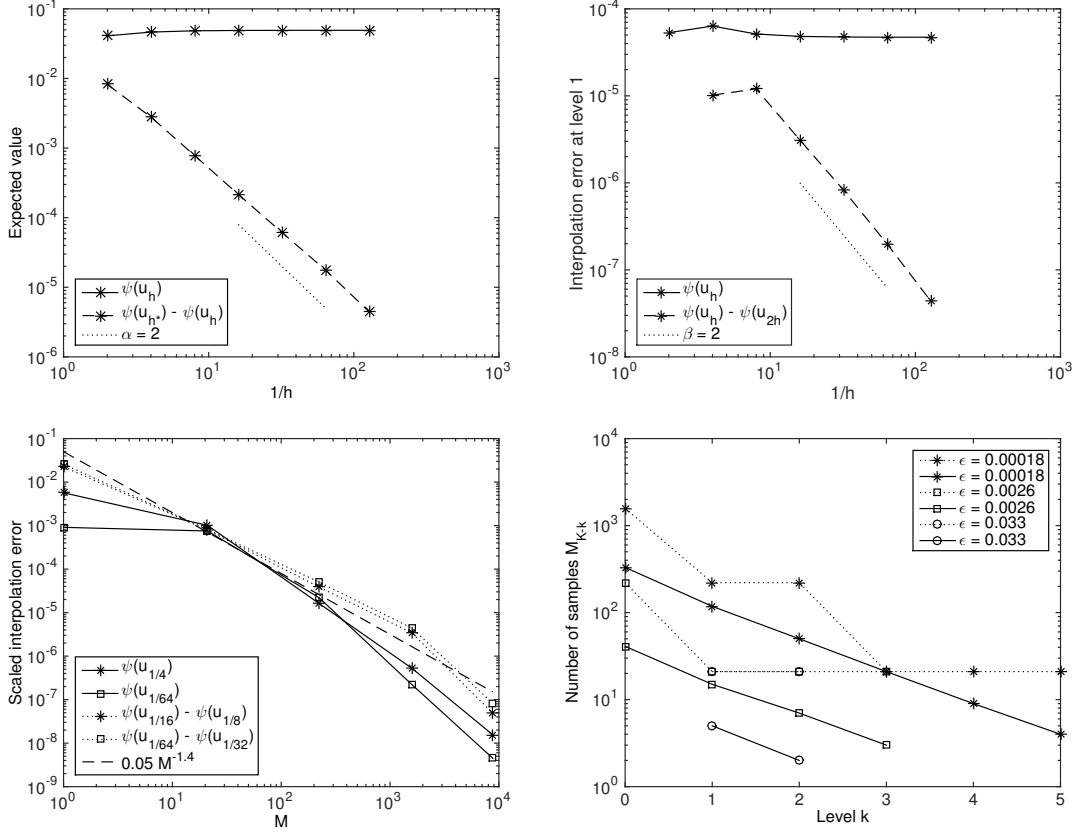 Expected value
10^-1
10^-2
10^-3
10^-4
10^-5
10^-6
ψ(u_h)
ψ(u_h*) - ψ(u_h)
α = 2
10^0 10^1 10^2 10^3
1/h
Interpolation error at level 1
10^-4
10^-5
10^-6
10^-7
10^-8
ψ(u_h)
ψ(u_h) - ψ(u_2h)
β = 2
10^0 10^1 10^2 10^3
1/h
Scaled interpolation error
10^-1
10^-2
10^-3
10^-4
10^-5
10^-6
10^-7
10^-8
10^-9
ψ(u_1/4)
ψ(u_1/64)
ψ(u_1/16) - ψ(u_1/8)
ψ(u_1/64) - ψ(u_1/32)
0.05 M^-1.4
10^0 10^1 10^2 10^3 10^4
M
Number of samples M_K-k
10^4
10^3
10^2
10^1
10^0
ϵ = 0.00018
ϵ = 0.00018
ϵ = 0.0026
ϵ = 0.0026
ϵ = 0.033
ϵ = 0.033
0 1 2 3 4 5
Level k